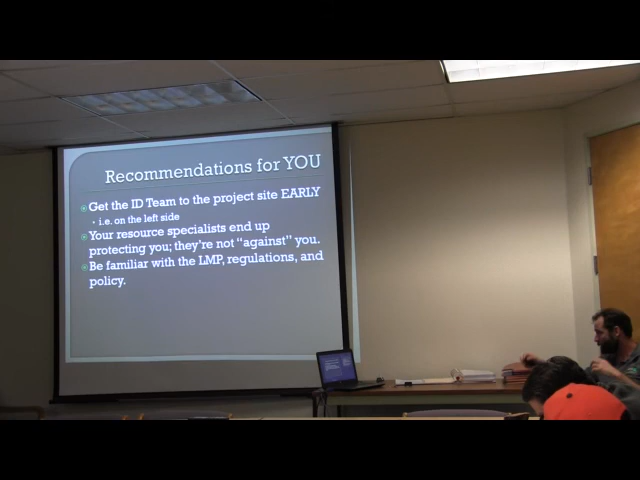 Recommendations for YOU
Get the ID Team to the project site EARLY
i.e. on the left side
Your resource specialists end up
protecting you; they're not "against" you.
Be familiar with the LMP, regulations, and
policy.